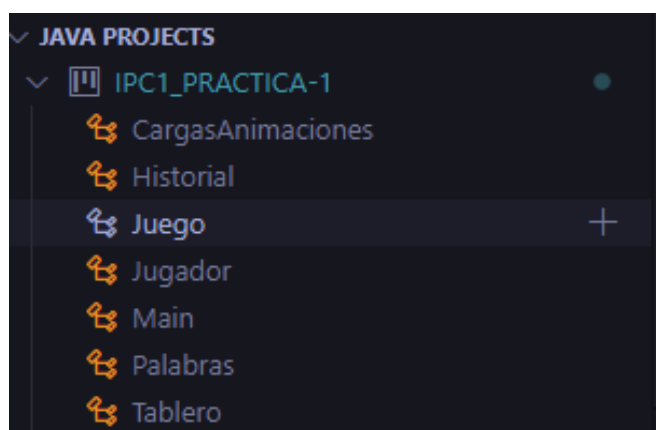 JAVA PROJECTS
IPC1_PRACTICA-1
CargasAnimaciones
Historial
Juego
Jugador
Main
Palabras
Tablero